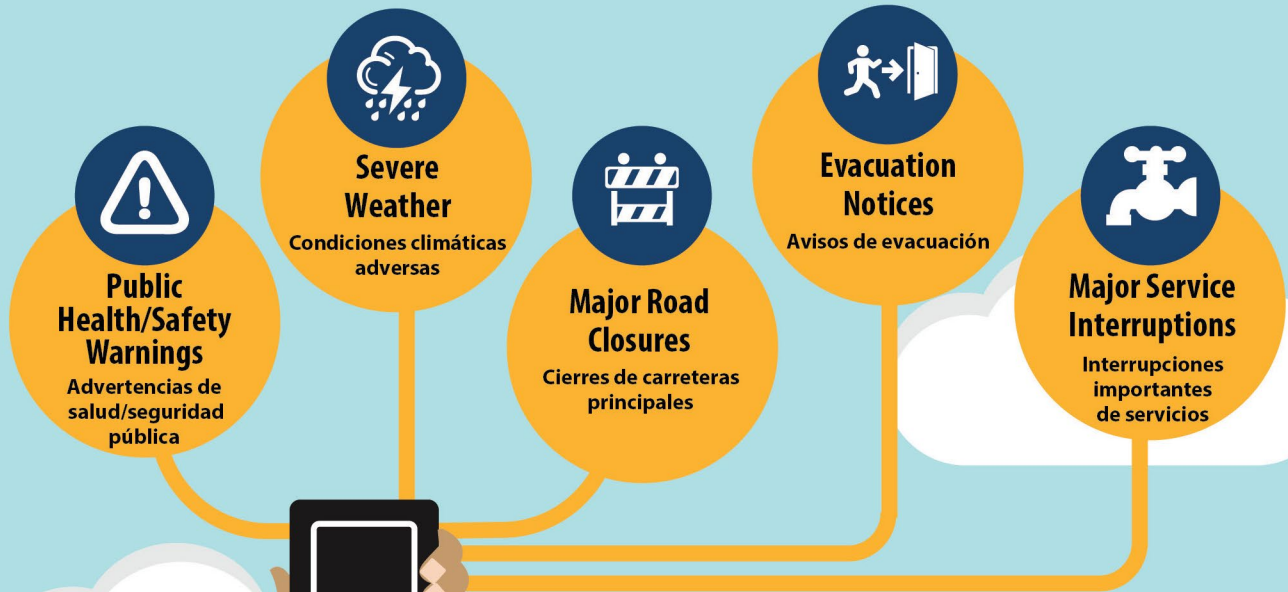 Public
Health/Safety
Warnings
Advertencias de
salud/seguridad
pública
Severe
Weather
Condiciones climáticas
adversas
Major Road
Closures
Cierres de carreteras
principales
Evacuation
Notices
Avisos de evacuación
Major Service
Interruptions
Interrupciones
importantes
de servicios